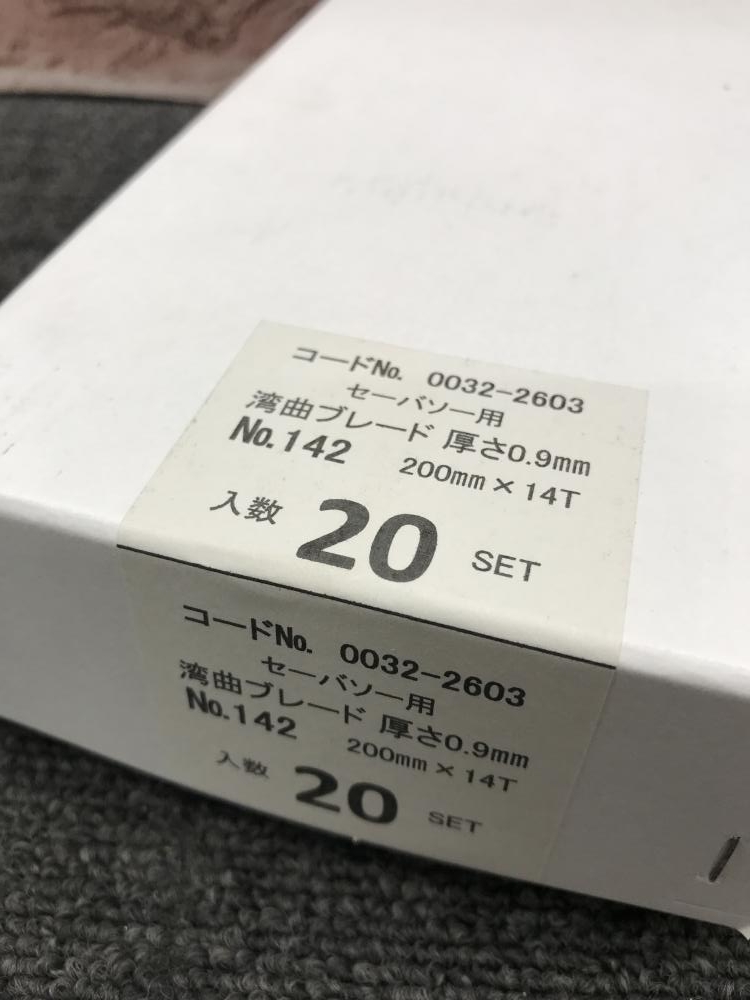 コードNo. 0032-2603
セーバソー用
湾曲ブレード 厚さ0.9mm
No.142 200mm×14T
入数 20 SET
コードNo. 0032-2603
セーバソー用
湾曲ブレード 厚さ0.9mm
No.142 200mm×14T
入数 20 SET